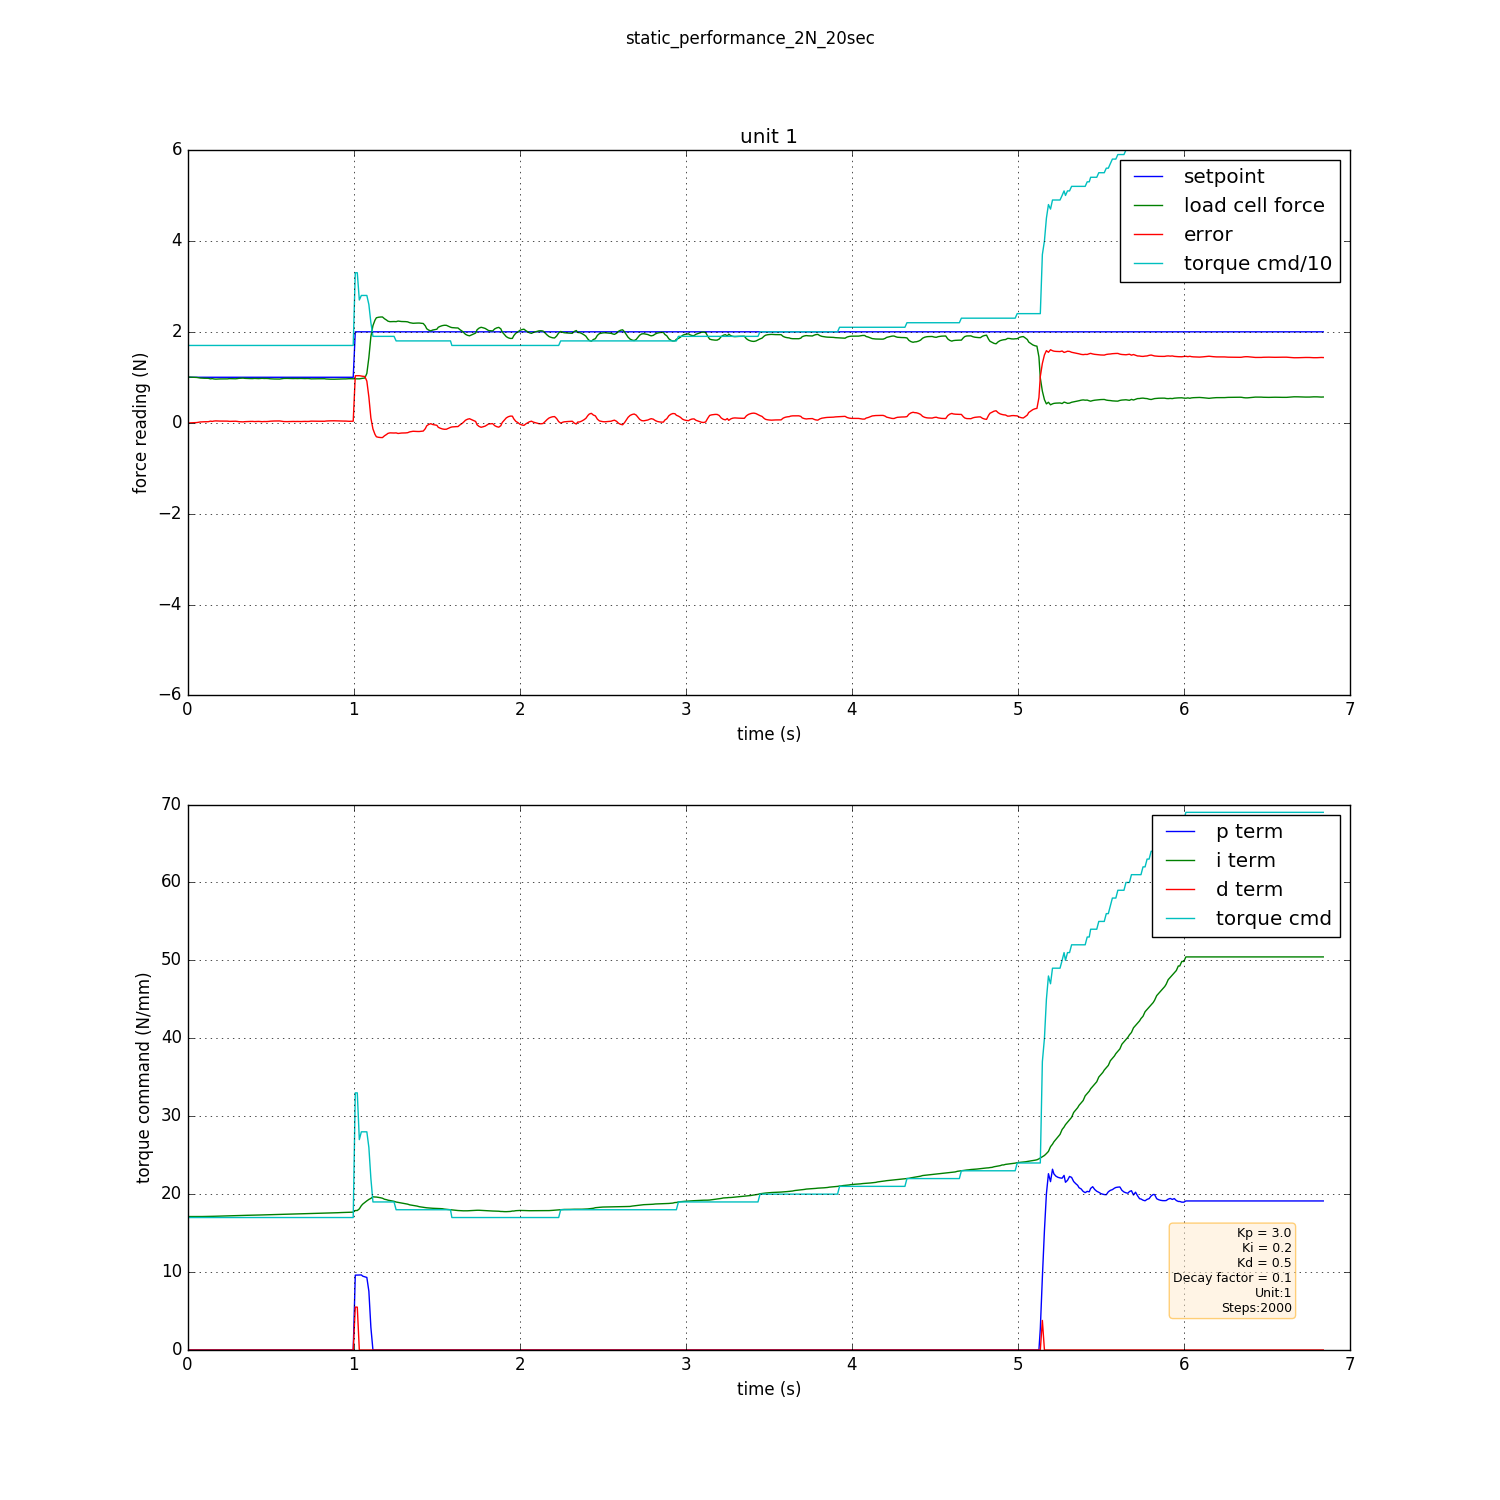 static_performance_2N_20sec
unit 1
6
4
2
0
−2
−4
−6
force reading (N)
setpoint
load cell force
error
torque cmd/10
0 1 2 3 4 5 6 7
time (s)
70
60
50
40
30
20
10
0
torque command (N/mm)
p term
i term
d term
torque cmd
Kp = 3.0
Ki = 0.2
Kd = 0.5
Decay factor = 0.1
Unit:1
Steps:2000
0 1 2 3 4 5 6 7
time (s)